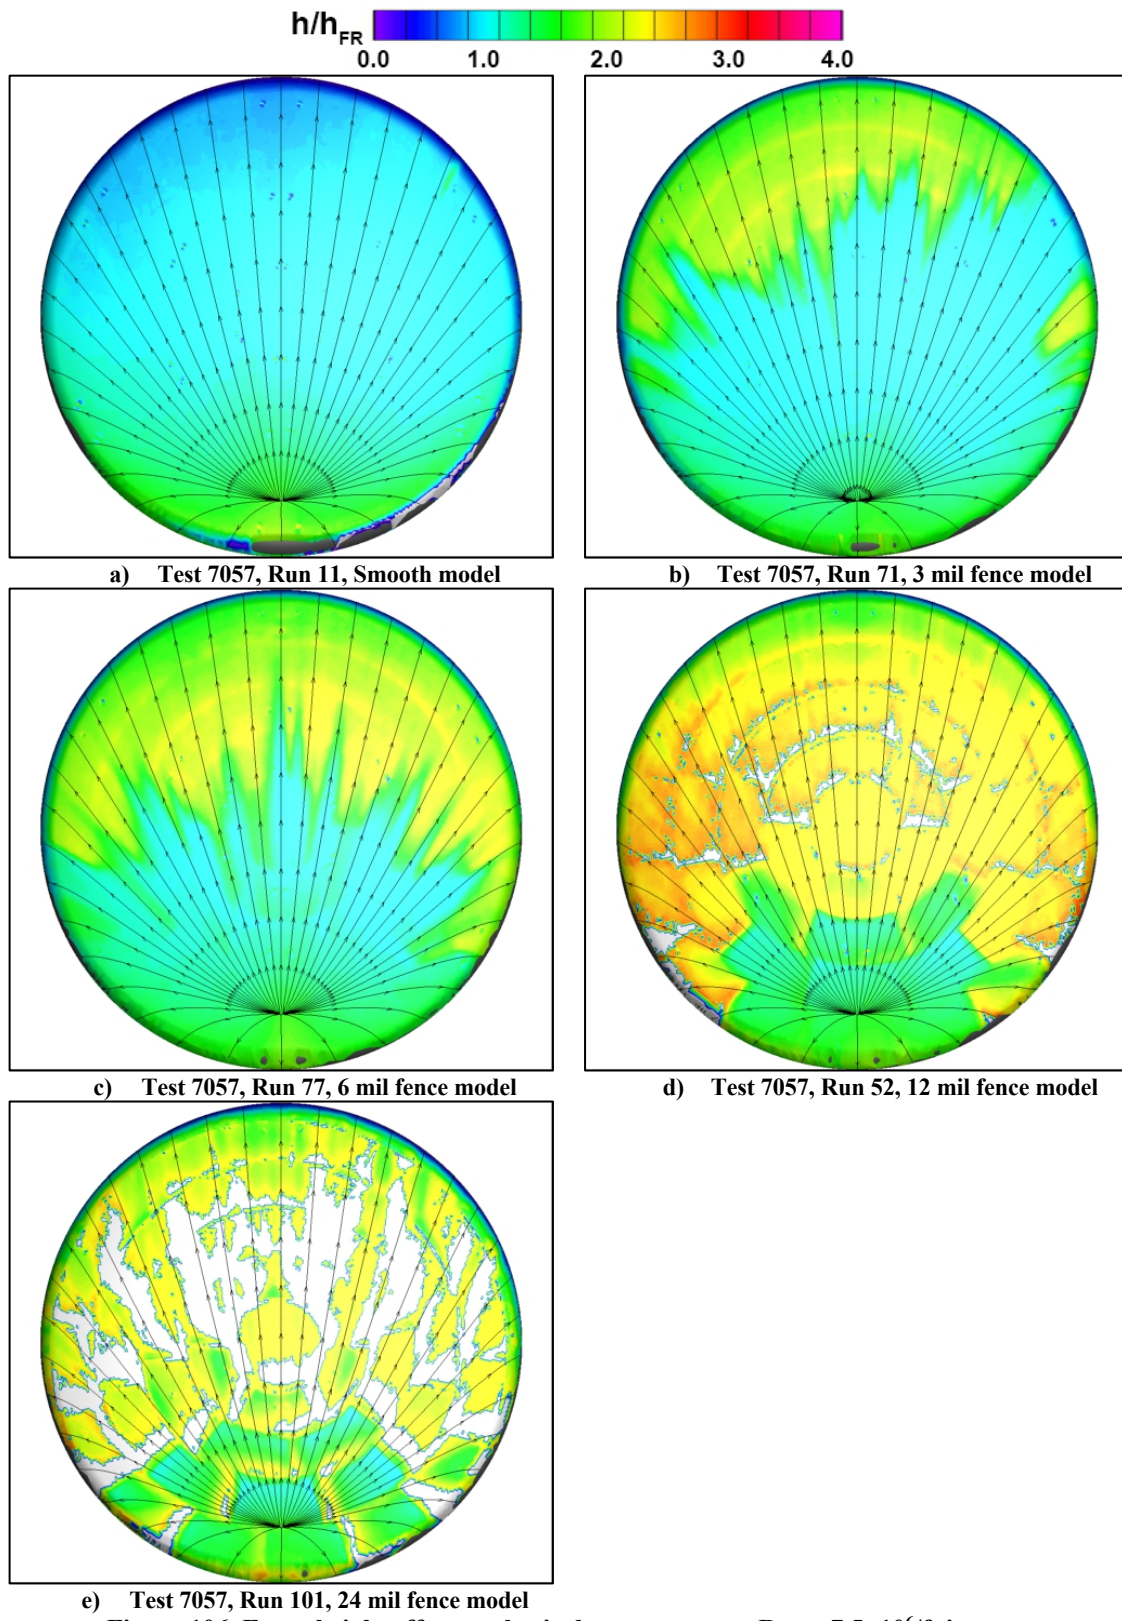 h/hFR
0.0 1.0 2.0 3.0 4.0
a) Test 7057, Run 11, Smooth model
b) Test 7057, Run 71, 3 mil fence model
c) Test 7057, Run 77, 6 mil fence model
d) Test 7057, Run 52, 12 mil fence model
e) Test 7057, Run 101, 24 mil fence model